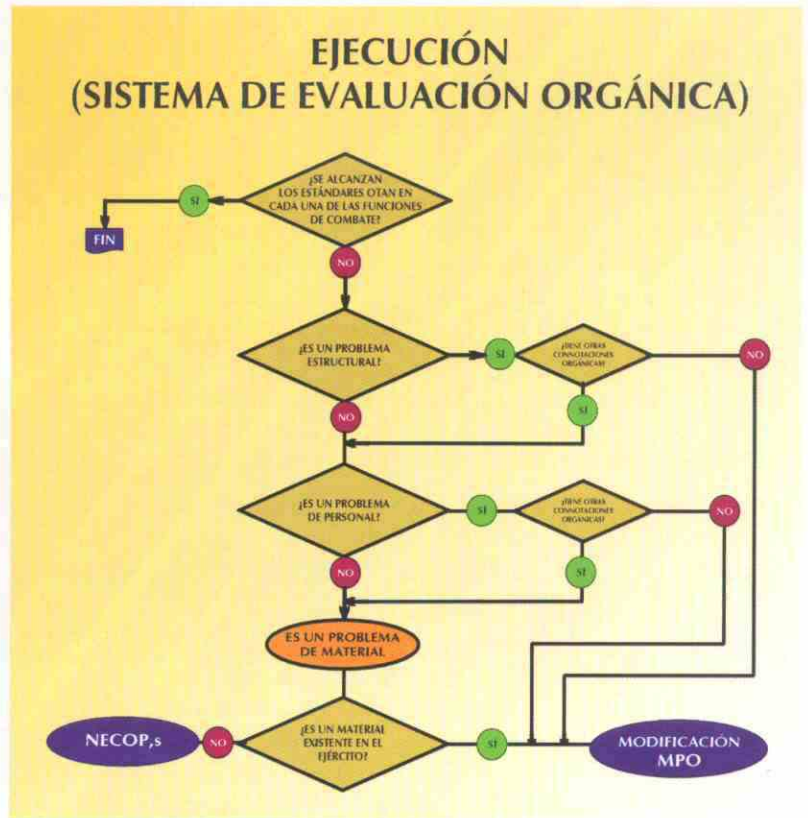 EJECUCIÓN
(SISTEMA DE EVALUACIÓN ORGÁNICA)
¿SE ALCANZAN
LOS ESTÁNDARES OTAN EN
CADA UNA DE LAS FUNCIONES
DE COMBATE?
SI
FIN
NO
¿ES UN PROBLEMA
ESTRUCTURAL?
SI
¿TIENE OTRAS
CONNOTACIONES
ORGÁNICAS?
NO
SI
NO
¿ES UN PROBLEMA
DE PERSONAL?
SI
¿TIENE OTRAS
CONNOTACIONES
ORGÁNICAS?
NO
SI
NO
ES UN PROBLEMA
DE MATERIAL
NECOP,s
NO
¿ES UN MATERIAL
EXISTENTE EN EL
EJÉRCITO?
SI
MODIFICACIÓN
MPO